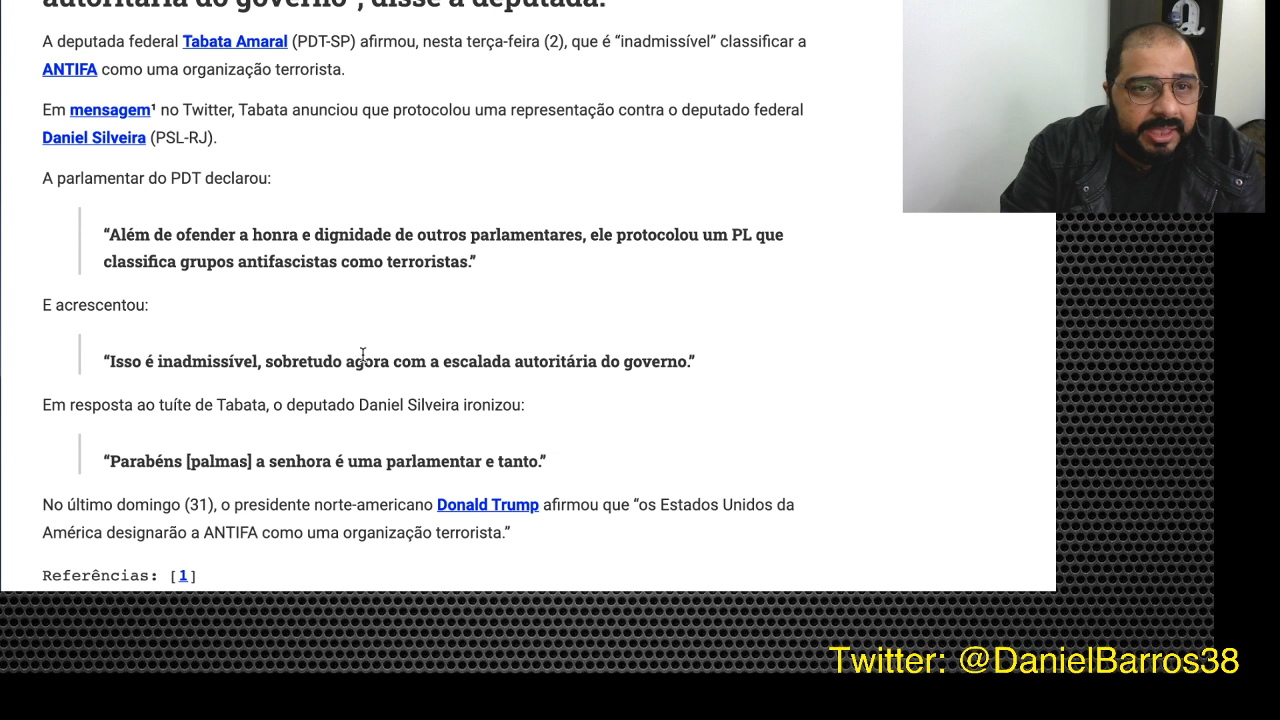 autoritária do governo", disse a deputada.
A deputada federal Tabata Amaral (PDT-SP) afirmou, nesta terça-feira (2), que é “inadmissível” classificar a
ANTIFA como uma organização terrorista.
Em mensagem¹ no Twitter, Tabata anunciou que protocolou uma representação contra o deputado federal
Daniel Silveira (PSL-RJ).
A parlamentar do PDT declarou:
“Além de ofender a honra e dignidade de outros parlamentares, ele protocolou um PL que
classifica grupos antifascistas como terroristas.”
E acrescentou:
“Isso é inadmissível, sobretudo agora com a escalada autoritária do governo.”
Em resposta ao tuíte de Tabata, o deputado Daniel Silveira ironizou:
“Parabéns [palmas] a senhora é uma parlamentar e tanto.”
No último domingo (31), o presidente norte-americano Donald Trump afirmou que “os Estados Unidos da
América designarão a ANTIFA como uma organização terrorista.”
Referências: [1]
Q
Twitter: @DanielBarros38